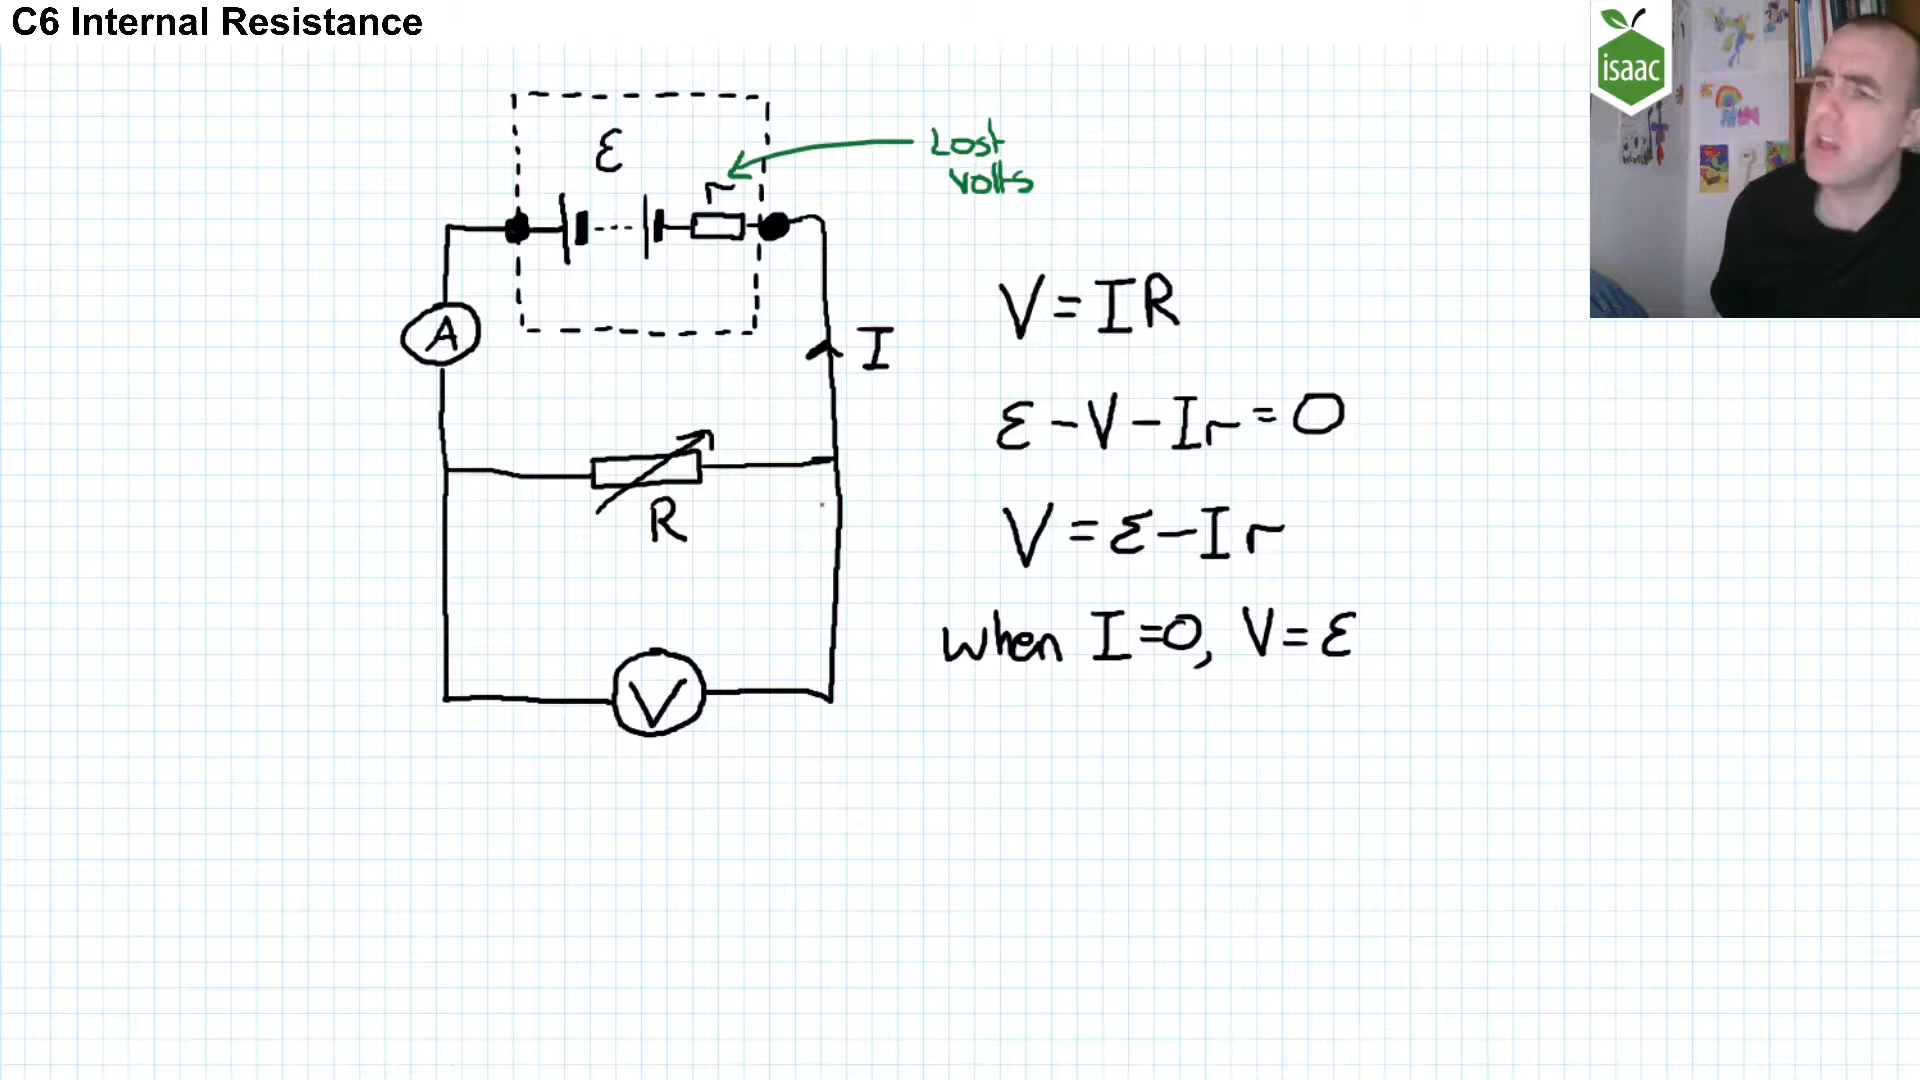 C6 Internal Resistance
isaac
ε
Lost
volts
r
V = IR
A
I
ε - V - Ir = 0
R
V = ε - Ir
when I = 0, V = ε
V